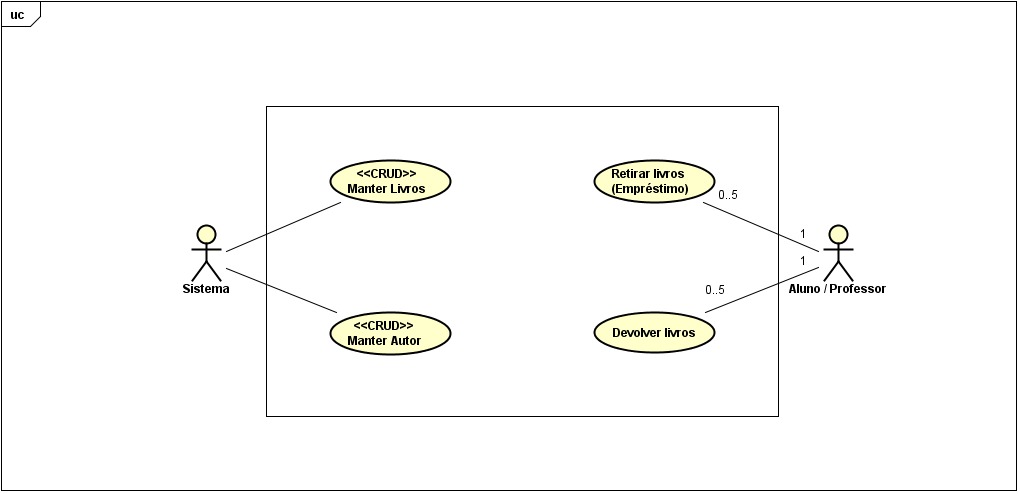 uc
<<CRUD>>
Manter Livros
Retirar livros
(Empréstimo)
0..5
1
1
Sistema
Aluno / Professor
0..5
<<CRUD>>
Manter Autor
Devolver livros